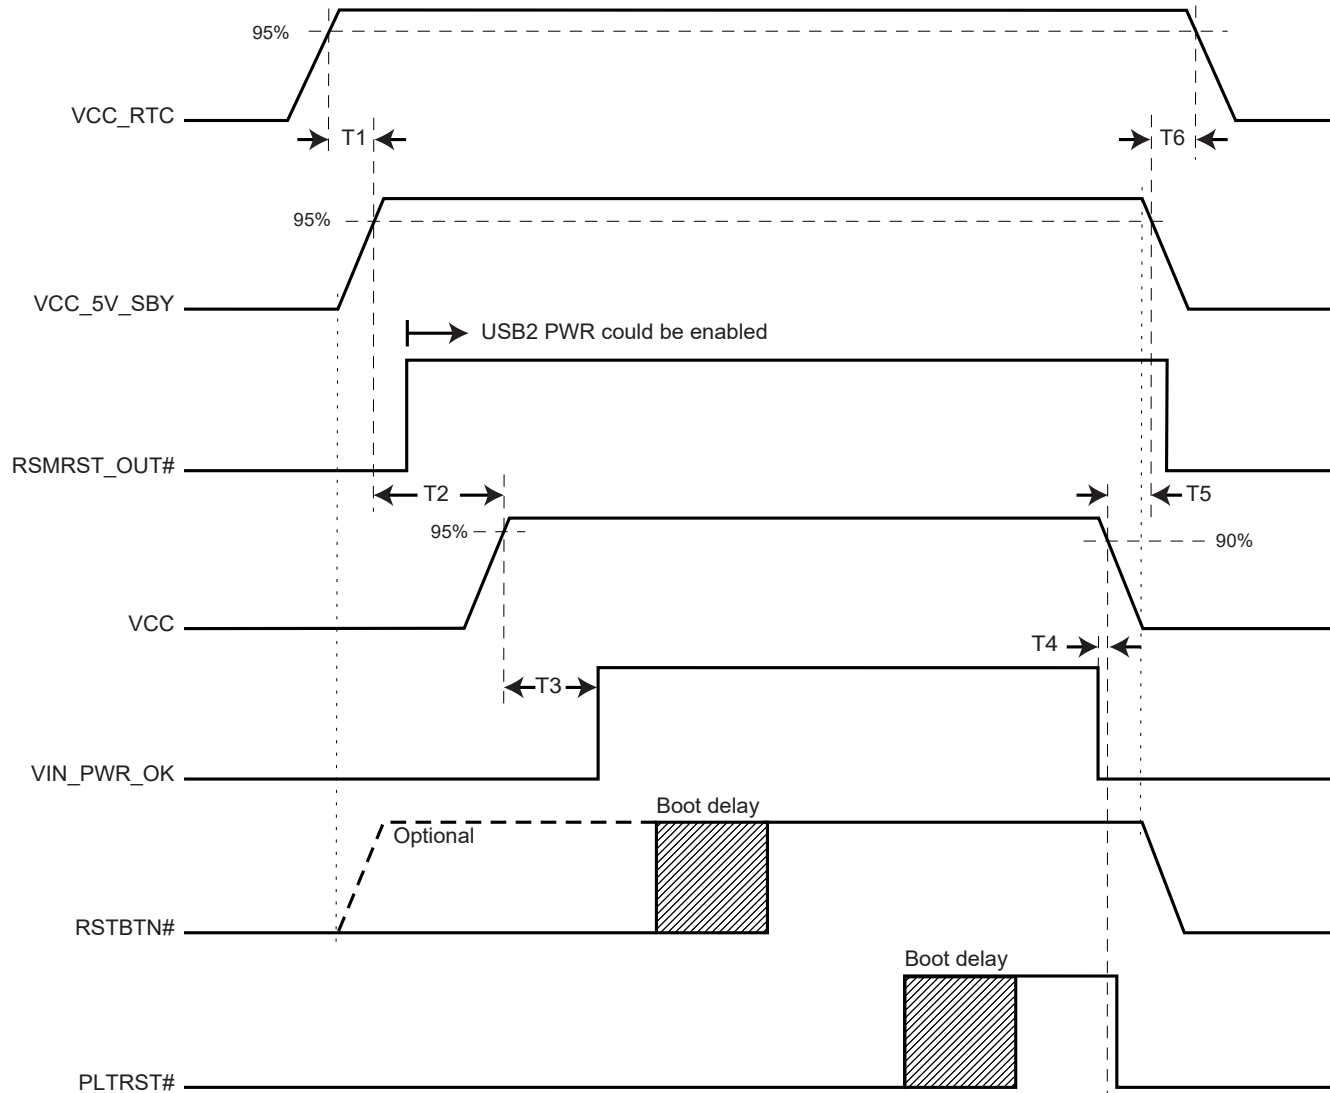 95%
VCC_RTC
T1
T6
95%
VCC_5V_SBY
USB2 PWR could be enabled
RSMRST_OUT#
T2
T5
95%
90%
VCC
T4
T3
VIN_PWR_OK
Boot delay
Optional
RSTBTN#
Boot delay
PLTRST#